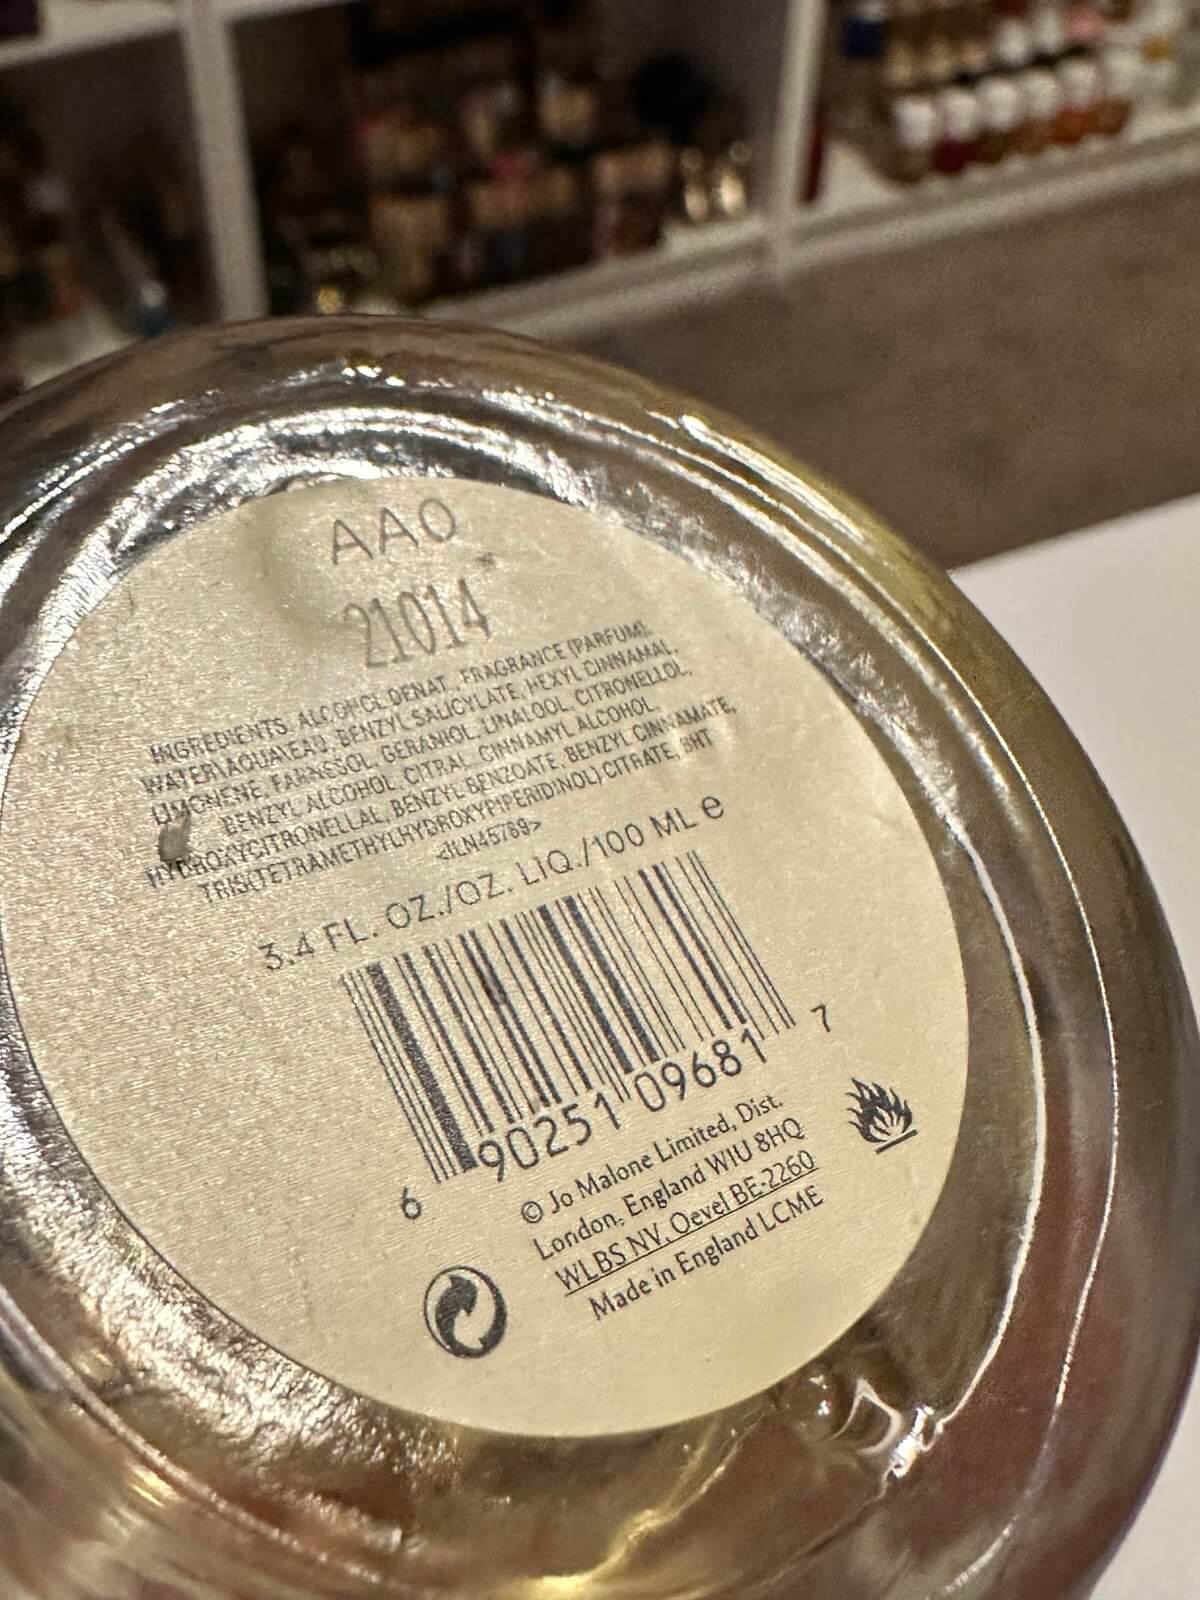 AA0
21014
INGREDIENTS: ALCOHOL DENAT., FRAGRANCE (PARFUM),
WATER\AQUA\EAU, BENZYL SALICYLATE, HEXYL CINNAMAL,
LIMONENE, FARNESOL, GERANIOL, LINALOOL, CITRONELLOL,
BENZYL ALCOHOL, CITRAL, CINNAMYL ALCOHOL,
HYDROXYCITRONELLAL, BENZYL BENZOATE, BENZYL CINNAMATE,
TRIS(TETRAMETHYLHYDROXYPIPERIDINOL) CITRATE, BHT
<ILN45769>
3.4 FL. OZ./OZ. LIQ./100 ML e
6 90251 09681 7
© Jo Malone Limited, Dist.
London, England W1U 8HQ
WLBS NV, Oevel BE-2260
Made in England LCME